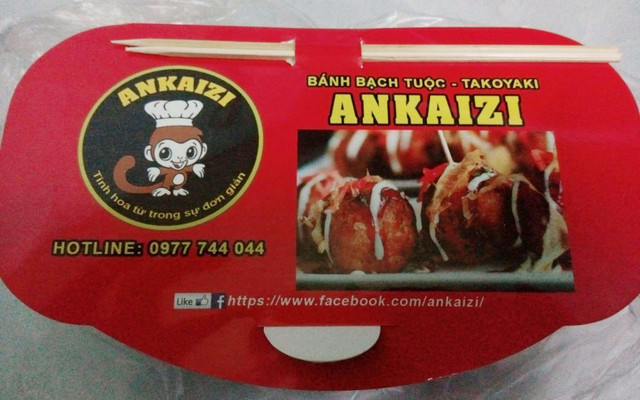 ANKAIZI
Tinh hoa từ trong sự đơn giản
HOTLINE: 0977 744 044
BÁNH BẠCH TUỘC - TAKOYAKI
ANKAIZI
Like f https://www.facebook.com/ankaizi/